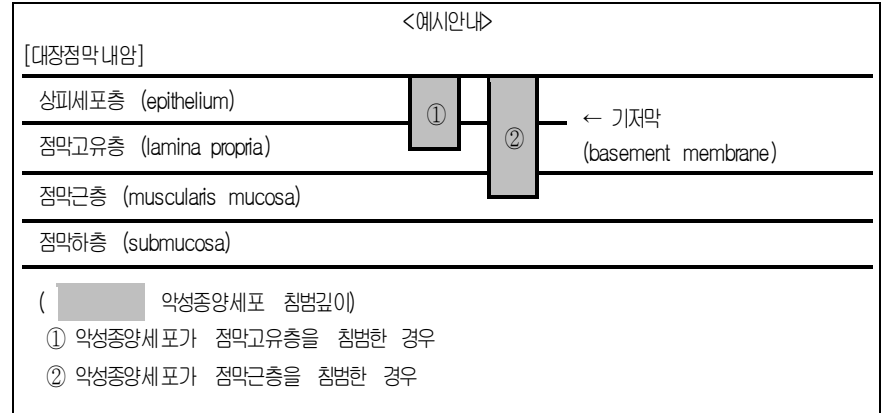 <예시안내>
[대장점막내암]
상피세포층 (epithelium)
①
② ← 기저막
점막고유층 (lamina propria)
(basement membrane)
점막근층 (muscularis mucosa)
점막하층 (submucosa)
( 악성종양세포 침범깊이)
① 악성종양세포가 점막고유층을 침범한 경우
② 악성종양세포가 점막근층을 침범한 경우